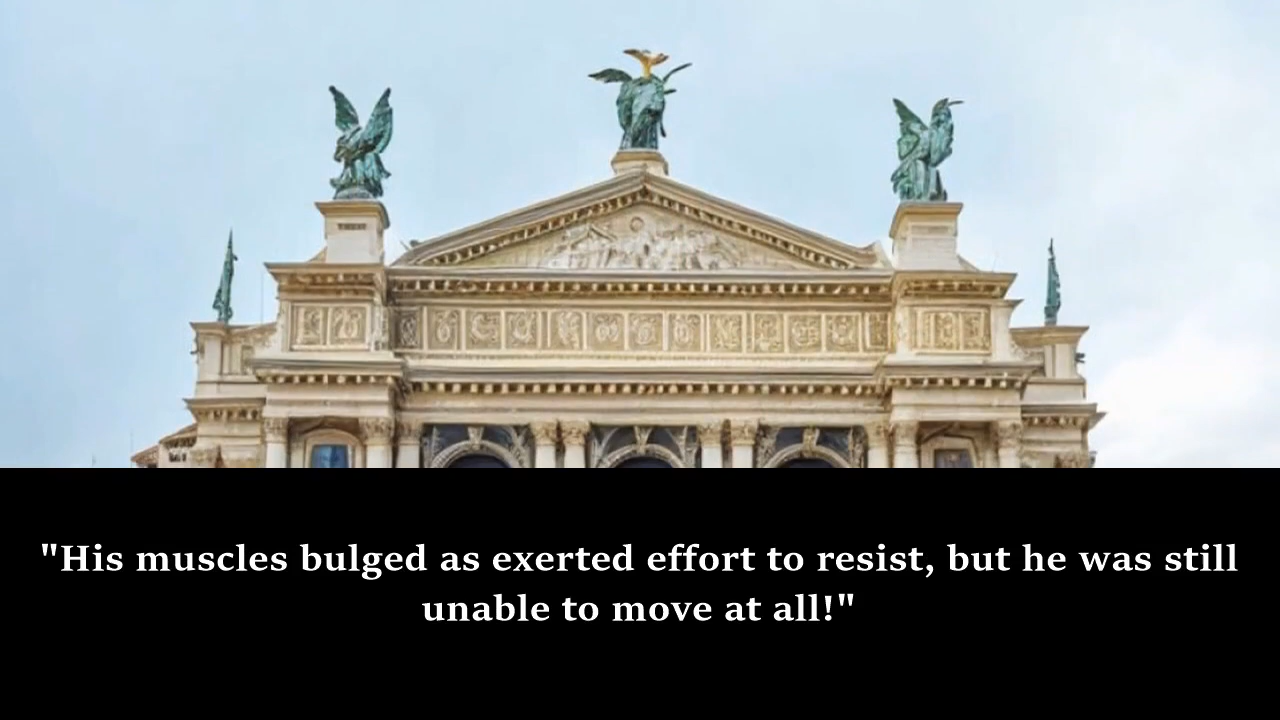 "His muscles bulged as exerted effort to resist, but he was still
unable to move at all!"